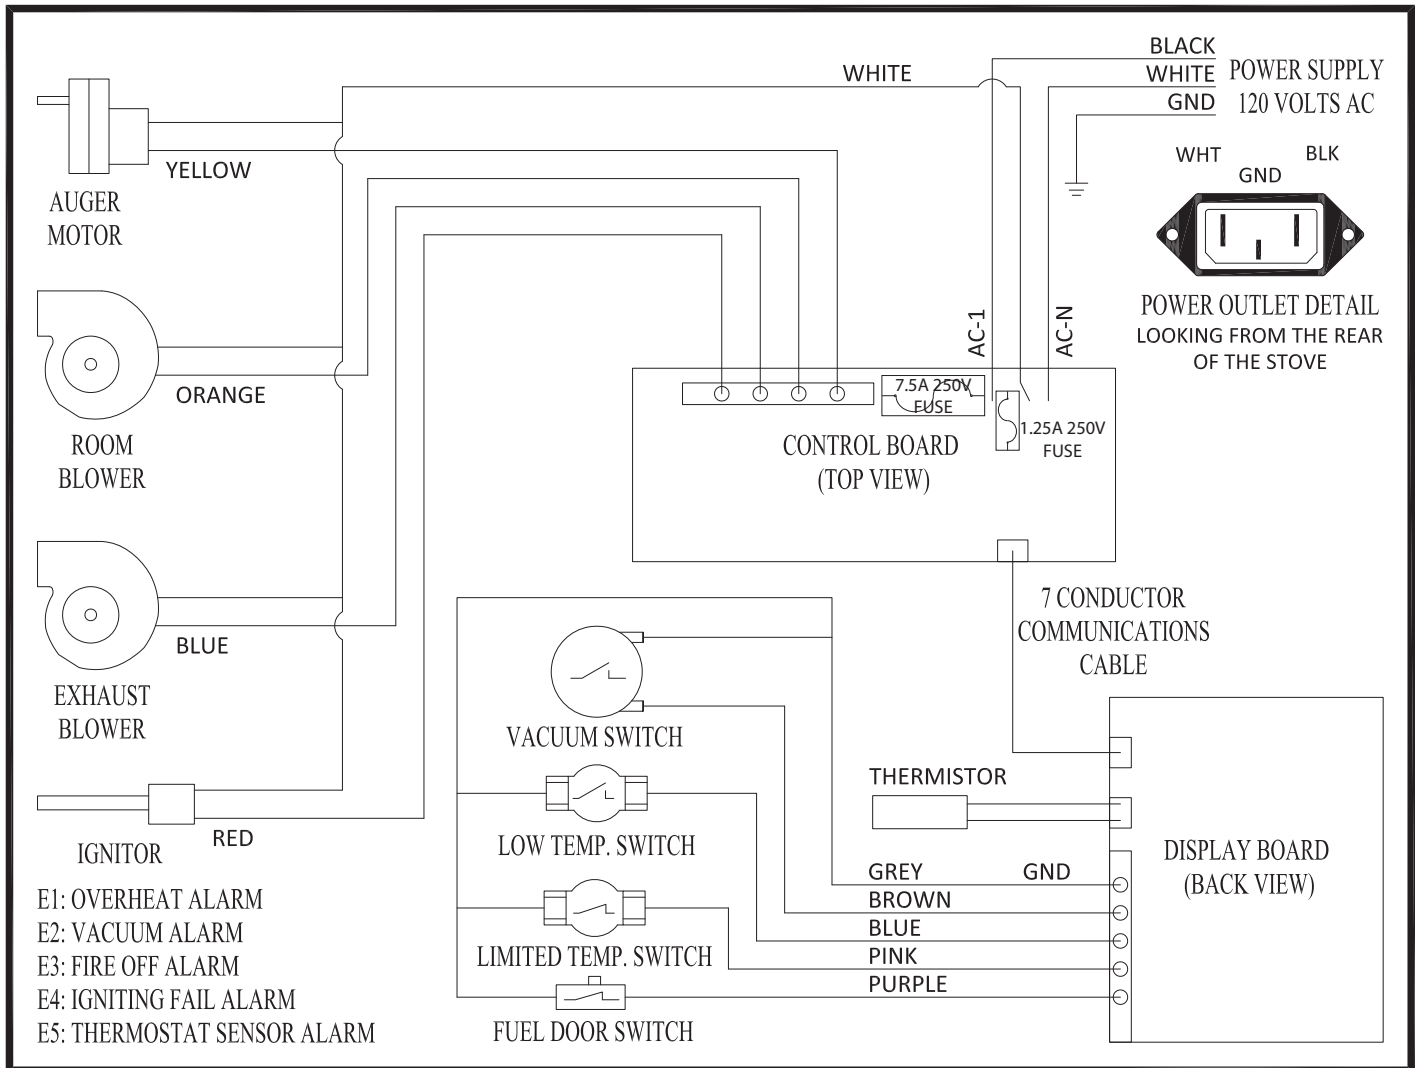 BLACK
WHITE
WHITE
GND
POWER SUPPLY
120 VOLTS AC
WHT
BLK
GND
YELLOW
AUGER
MOTOR
POWER OUTLET DETAIL
LOOKING FROM THE REAR
OF THE STOVE
AC-1
AC-N
ORANGE
ROOM
BLOWER
7.5A 250V
FUSE
1.25A 250V
FUSE
CONTROL BOARD
(TOP VIEW)
7 CONDUCTOR
COMMUNICATIONS
CABLE
BLUE
EXHAUST
BLOWER
VACUUM SWITCH
THERMISTOR
RED
IGNITOR
LOW TEMP. SWITCH
DISPLAY BOARD
(BACK VIEW)
GREY
GND
BROWN
BLUE
PINK
PURPLE
LIMITED TEMP. SWITCH
FUEL DOOR SWITCH
E1: OVERHEAT ALARM
E2: VACUUM ALARM
E3: FIRE OFF ALARM
E4: IGNITING FAIL ALARM
E5: THERMOSTAT SENSOR ALARM